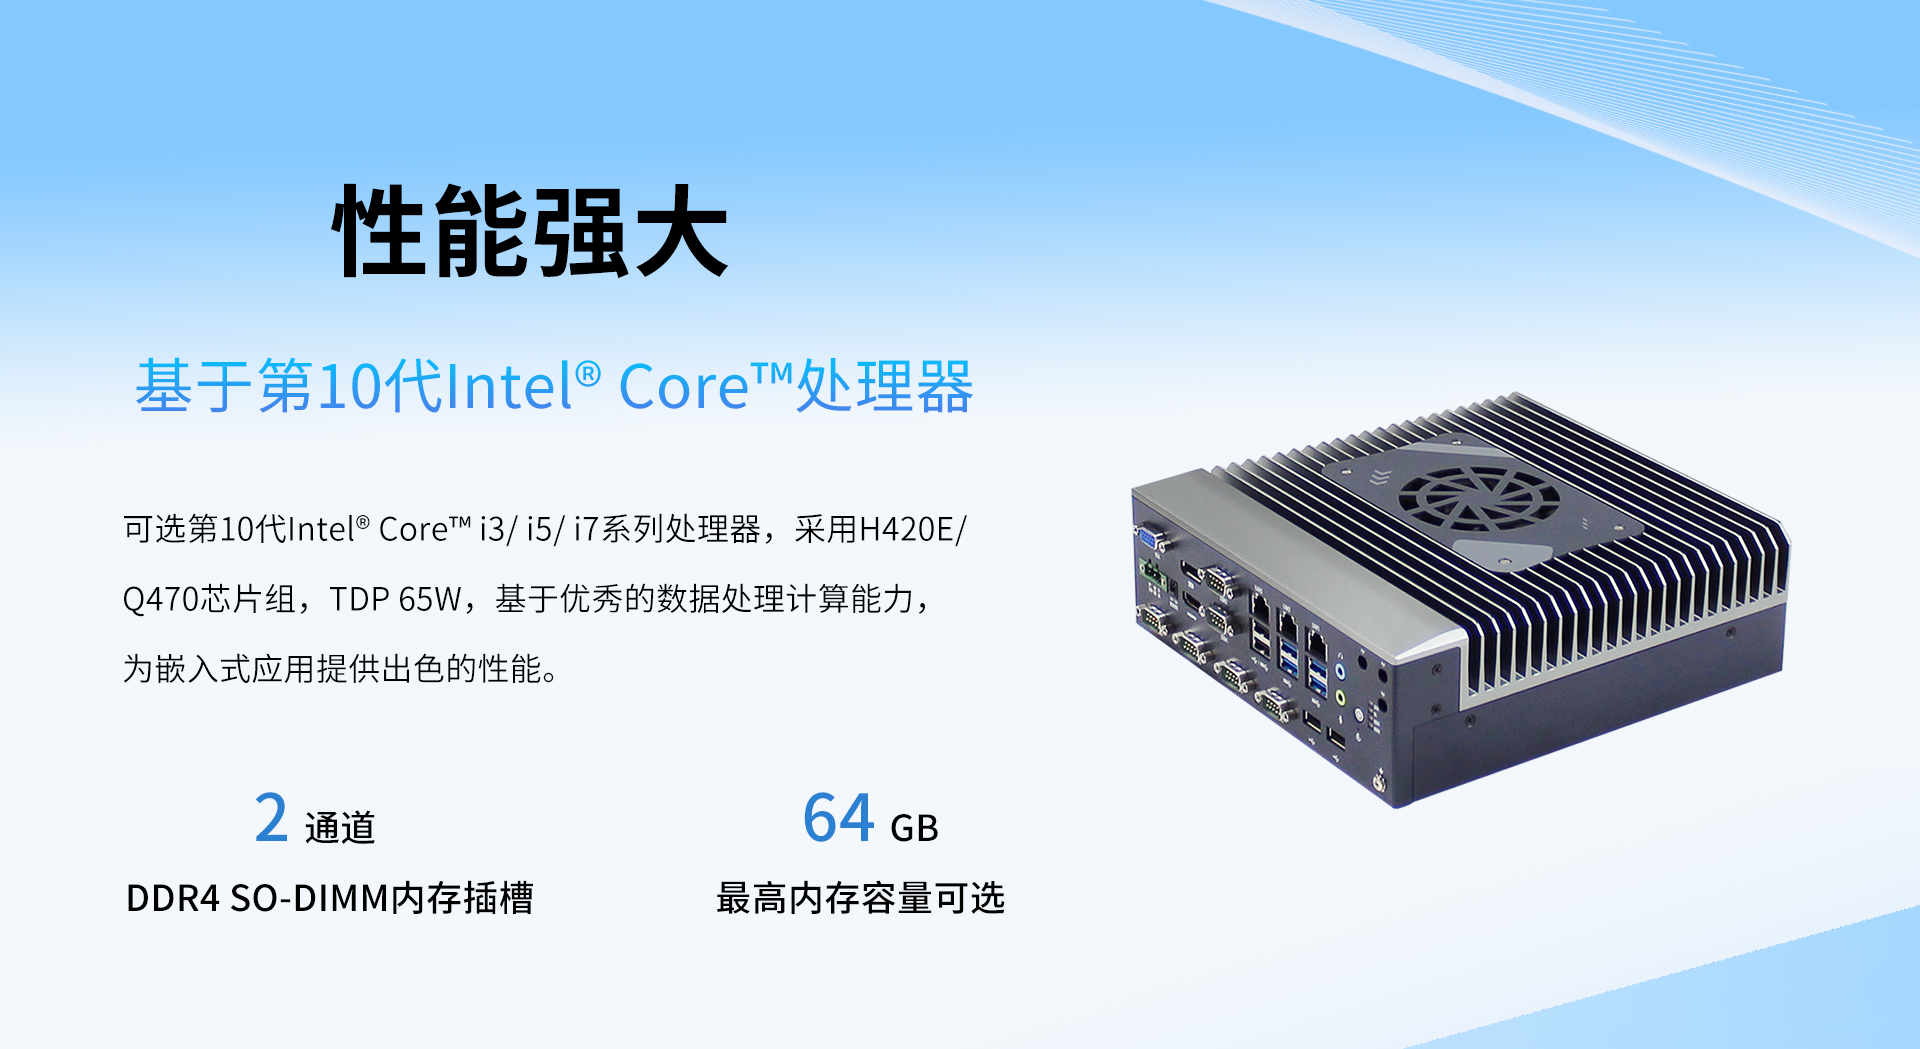 性能强大
基于第10代Intel® Core™处理器
可选第10代Intel® Core™ i3/ i5/ i7系列处理器，采用H420E/
Q470芯片组，TDP 65W，基于优秀的数据处理计算能力，
为嵌入式应用提供出色的性能。
2 通道
DDR4 SO-DIMM内存插槽
64 GB
最高内存容量可选